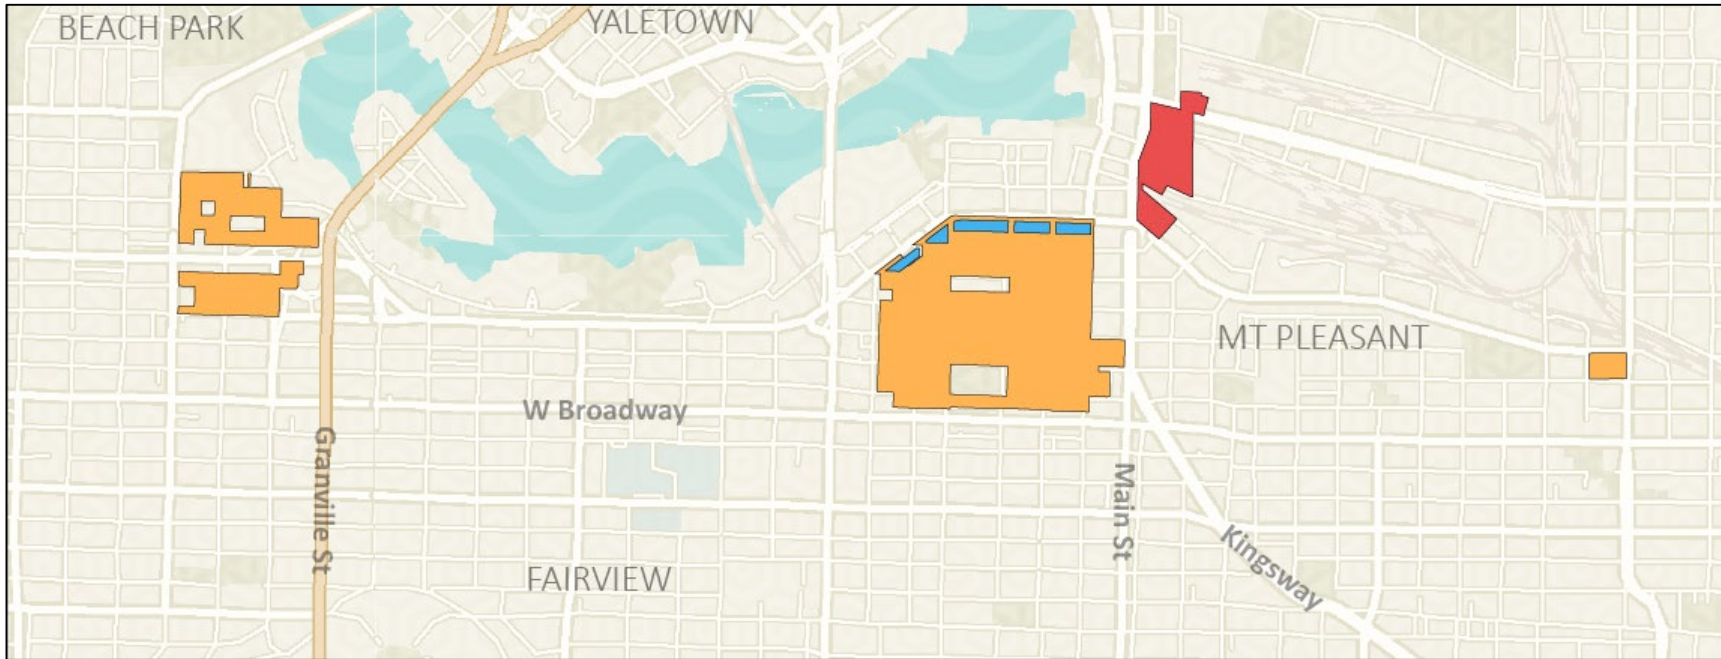 BEACH PARK
YALETOWN
MT PLEASANT
W Broadway
Granville St
Main St
Kingsway
FAIRVIEW